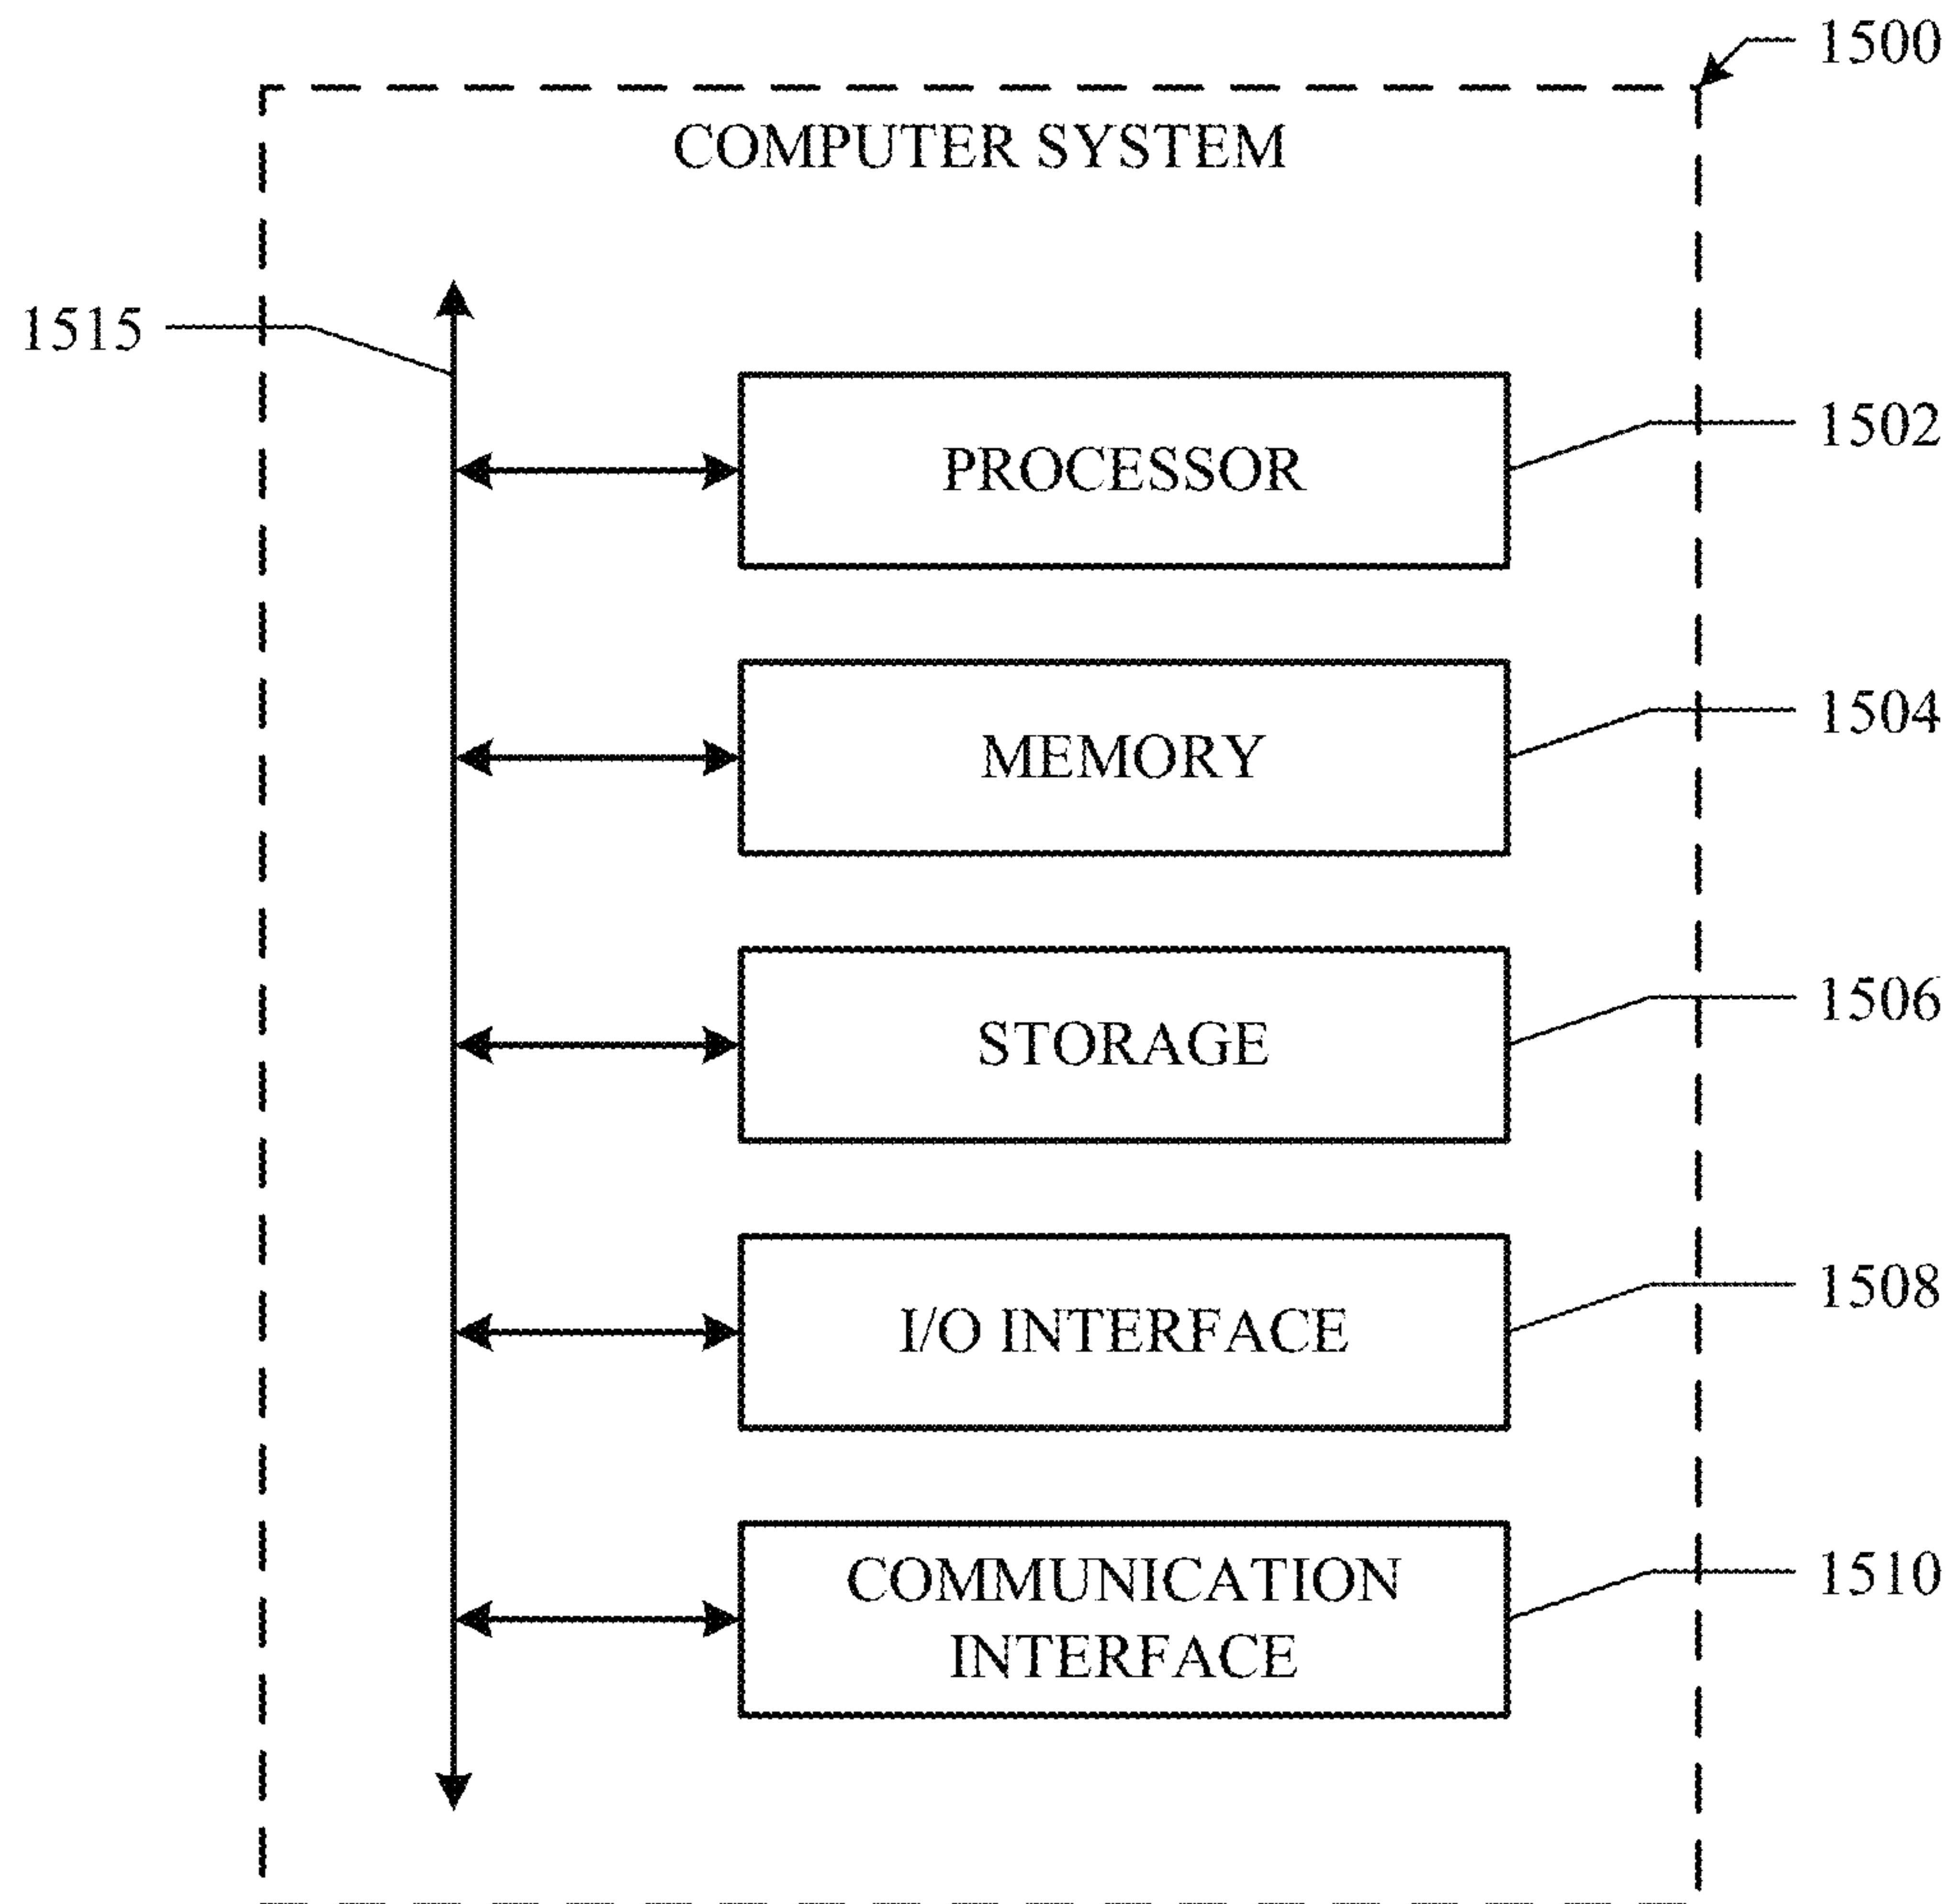 1500
COMPUTER SYSTEM
1515
PROCESSOR
1502
MEMORY
1504
STORAGE
1506
I/O INTERFACE
1508
COMMUNICATION
INTERFACE
1510